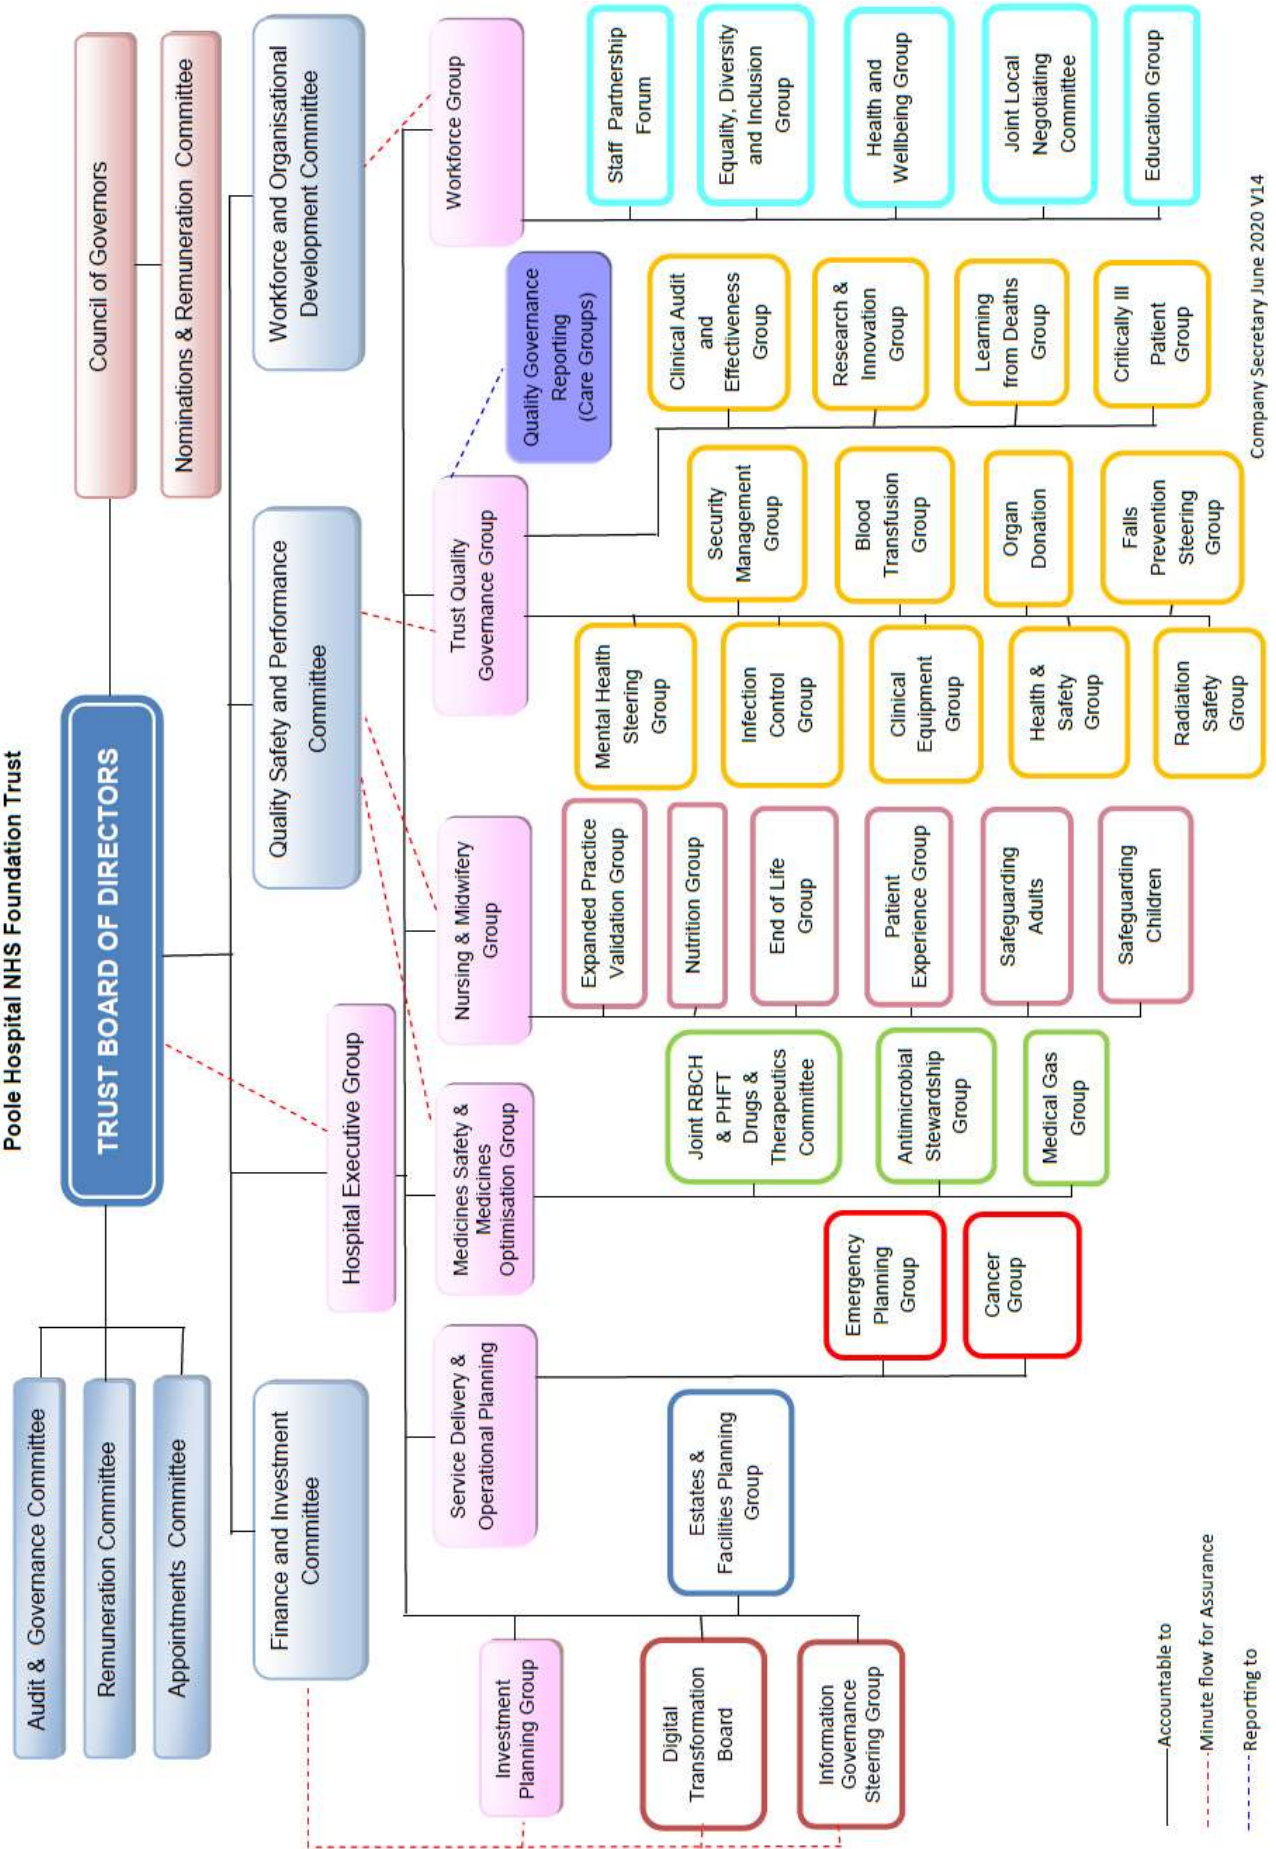 Poole Hospital NHS Foundation Trust
TRUST BOARD OF DIRECTORS
Audit & Governance Committee
Remuneration Committee
Appointments Committee
Council of Governors
Nominations & Remuneration Committee
Finance and Investment
Committee
Hospital Executive Group
Quality Safety and Performance
Committee
Workforce and Organisational
Development Committee
Investment
Planning Group
Service Delivery &
Operational Planning
Medicines Safety &
Medicines
Optimisation Group
Nursing & Midwifery
Group
Trust Quality
Governance Group
Quality Governance
Reporting
(Care Groups)
Workforce Group
Digital
Transformation
Board
Information
Governance
Steering Group
Estates &
Facilities Planning
Group
Emergency
Planning
Group
Cancer
Group
Joint RBCH
& PHFT
Drugs &
Therapeutics
Committee
Antimicrobial
Stewardship
Group
Medical Gas
Group
Expanded Practice
Validation Group
Nutrition Group
End of Life
Group
Patient
Experience Group
Safeguarding
Adults
Safeguarding
Children
Mental Health
Steering
Group
Infection
Control
Group
Clinical
Equipment
Group
Health &
Safety
Group
Radiation
Safety
Group
Security
Management
Group
Blood
Transfusion
Group
Organ
Donation
Falls
Prevention
Steering
Group
Clinical Audit
and
Effectiveness
Group
Research &
Innovation
Group
Learning
from Deaths
Group
Critically Ill
Patient
Group
Staff Partnership
Forum
Equality, Diversity
and Inclusion
Group
Health and
Wellbeing Group
Joint Local
Negotiating
Committee
Education Group
Accountable to
Minute flow for Assurance
Reporting to
Company Secretary June 2020 V14